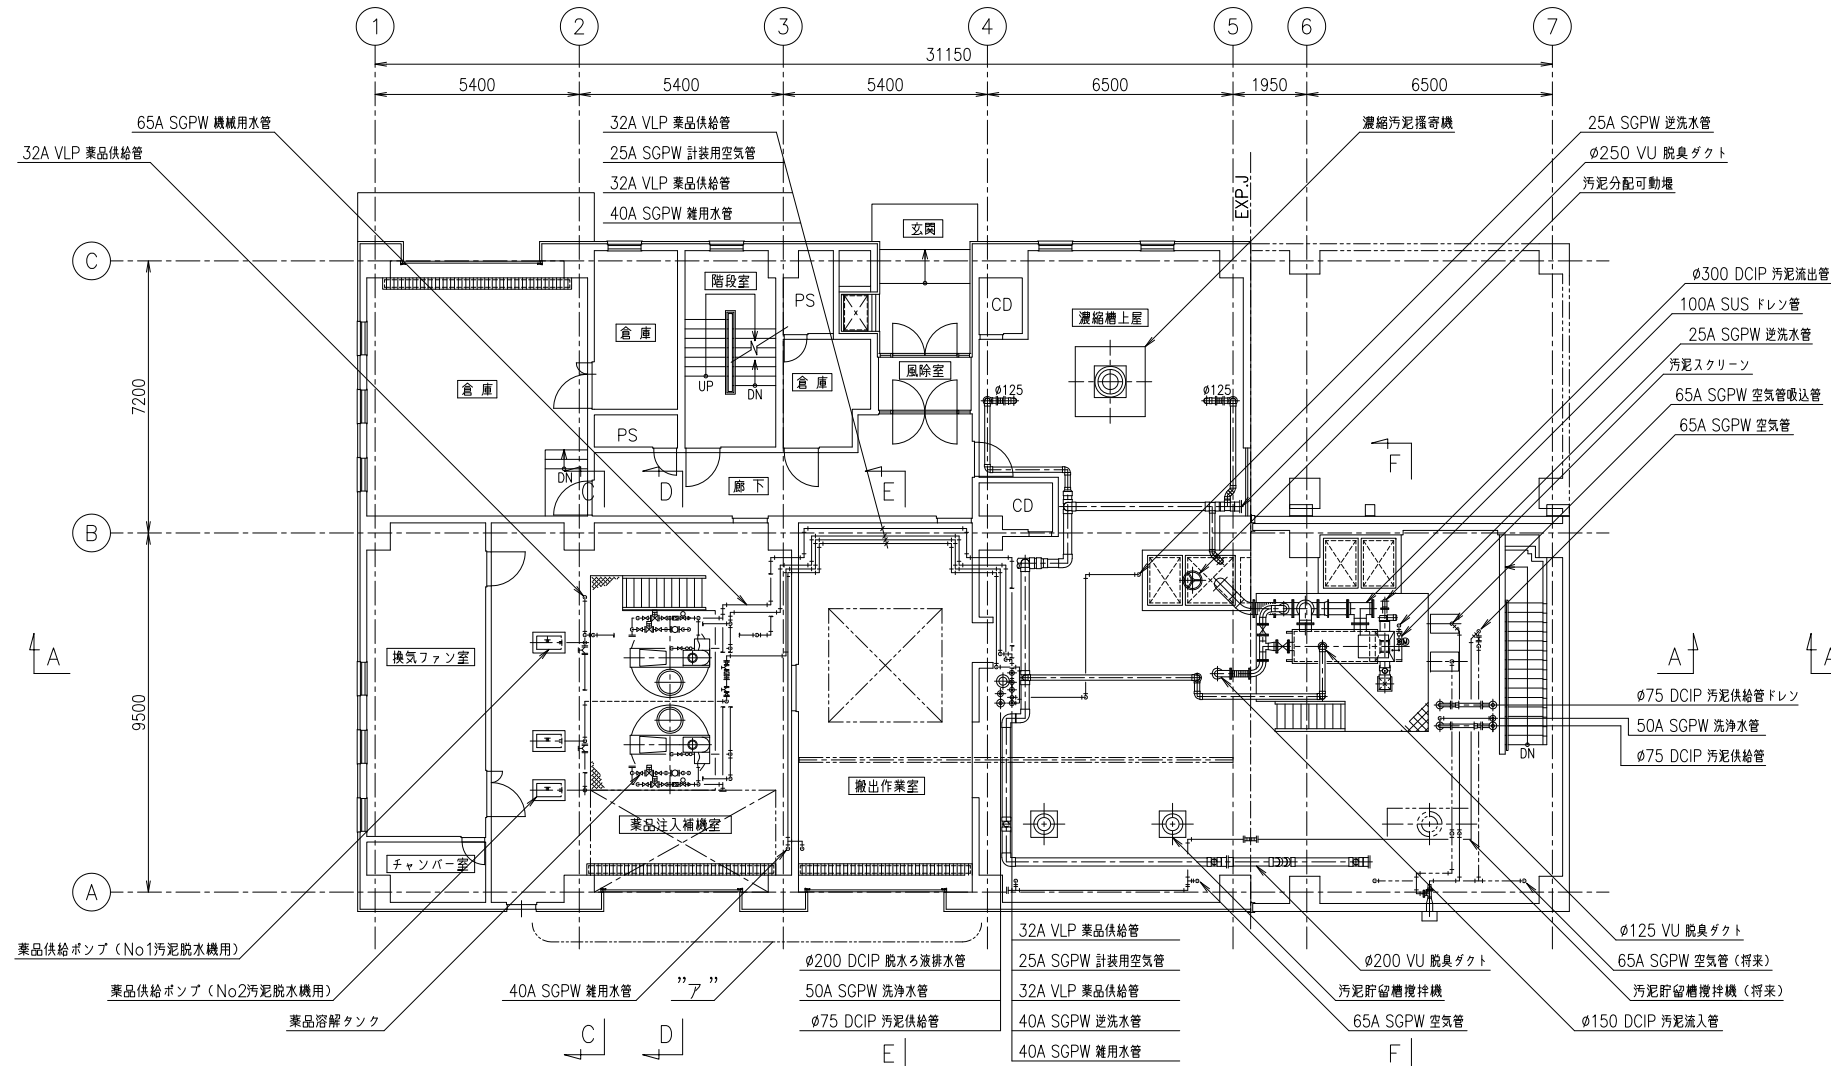 1
2
3
4
5
6
7
31150
5400
5400
5400
6500
1950
6500
65A SGPW 機械用水管
32A VLP 薬品供給管
32A VLP 薬品供給管
25A SGPW 計装用空気管
32A VLP 薬品供給管
40A SGPW 雑用水管
濃縮汚泥掻寄機
25A SGPW 逆洗水管
φ250 VU 脱臭ダクト
汚泥分配可動堰
EXP.J
玄関
C
階段室
PS
CD
濃縮槽上屋
φ300 DCIP 汚泥流出管
100A SUS ドレン管
25A SGPW 逆洗水管
汚泥スクリーン
65A SGPW 空気管吸込管
65A SGPW 空気管
倉庫
倉庫
倉庫
風除室
UP
DN
φ125
φ125
7200
PS
DN
C
D
廊下
E
CD
F
B
9500
A
換気ファン室
A
A
φ75 DCIP 汚泥供給管ドレン
50A SGPW 洗浄水管
φ75 DCIP 汚泥供給管
DN
搬出作業室
薬品注入補機室
チャンバー室
A
薬品供給ポンプ（No1汚泥脱水機用）
薬品供給ポンプ（No2汚泥脱水機用）
薬品溶解タンク
40A SGPW 雑用水管
”ア”
φ200 DCIP 脱水ろ液排水管
50A SGPW 洗浄水管
φ75 DCIP 汚泥供給管
32A VLP 薬品供給管
25A SGPW 計装用空気管
32A VLP 薬品供給管
40A SGPW 逆洗水管
40A SGPW 雑用水管
φ200 VU 脱臭ダクト
汚泥貯留槽攪拌機
65A SGPW 空気管
φ125 VU 脱臭ダクト
65A SGPW 空気管（将来）
汚泥貯留槽攪拌機（将来）
φ150 DCIP 汚泥流入管
C
D
E
F